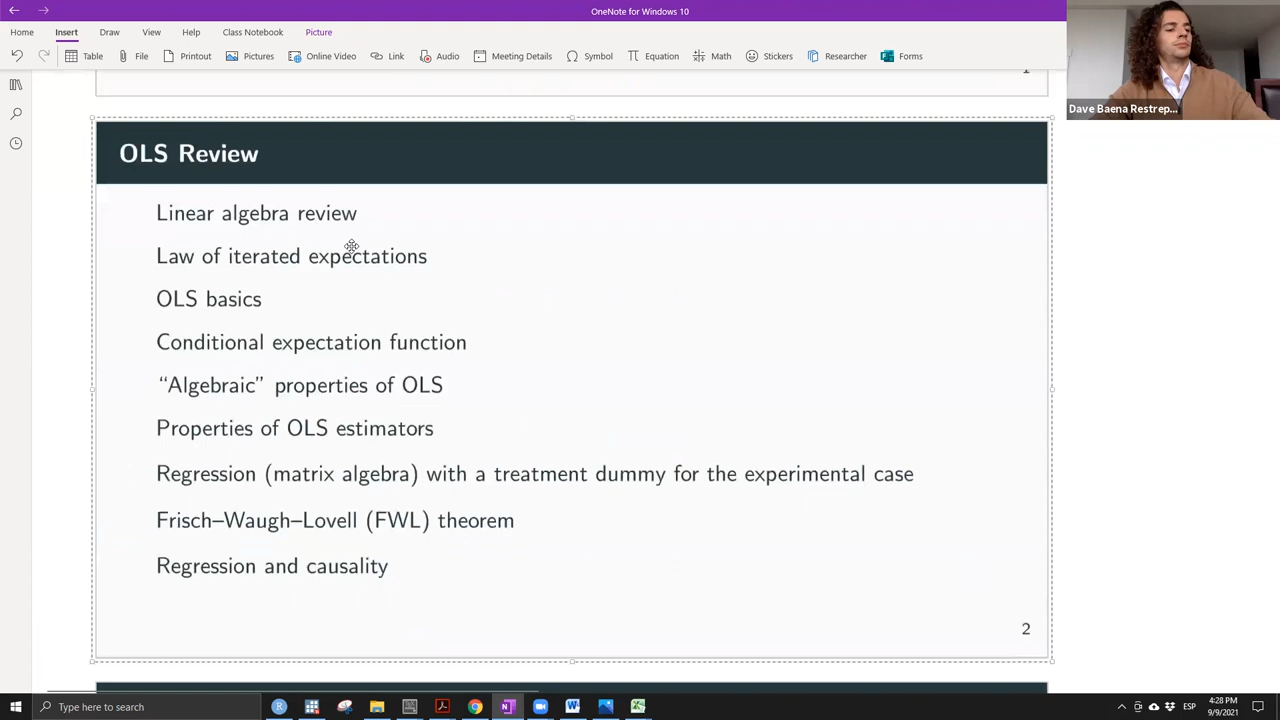 OneNote for Windows 10
Home Insert Draw View Help Class Notebook Picture
Table File Printout Pictures Online Video Link Audio Meeting Details Symbol Equation Math Stickers Researcher Forms
Dave Baena Restrep...
1
OLS Review
Linear algebra review
Law of iterated expectations
OLS basics
Conditional expectation function
“Algebraic” properties of OLS
Properties of OLS estimators
Regression (matrix algebra) with a treatment dummy for the experimental case
Frisch–Waugh–Lovell (FWL) theorem
Regression and causality
2
Type here to search
ESP
4:28 PM
9/9/2021